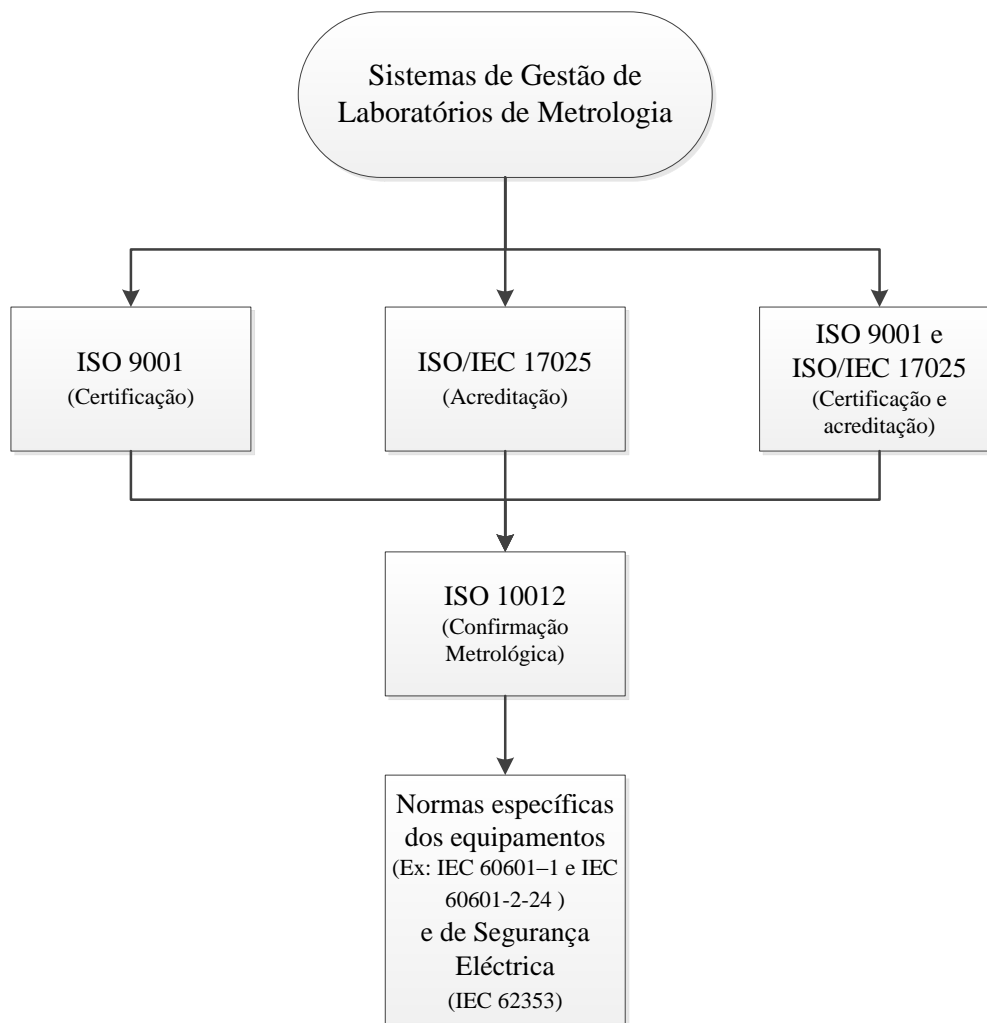 Sistemas de Gestão de
Laboratórios de Metrologia
ISO 9001
(Certificação)
ISO/IEC 17025
(Acreditação)
ISO 9001 e
ISO/IEC 17025
(Certificação e
acreditação)
ISO 10012
(Confirmação
Metrológica)
Normas específicas
dos equipamentos
(Ex: IEC 60601–1 e IEC
60601-2-24 )
e de Segurança
Eléctrica
(IEC 62353)